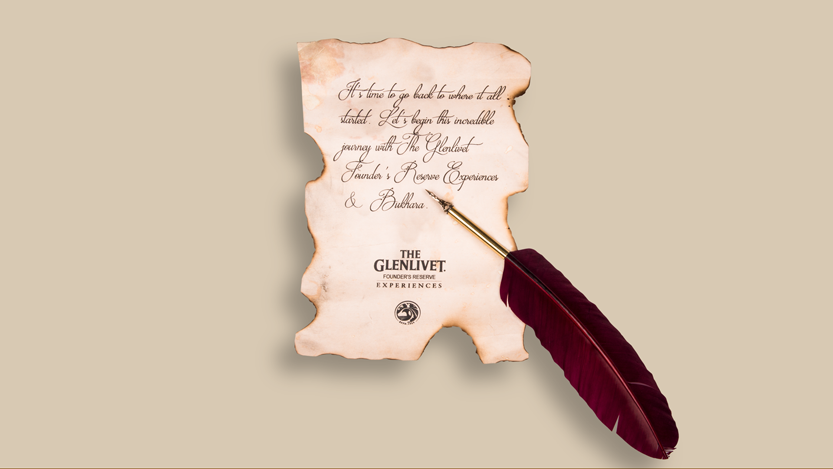 It's time to go back to where it all
started. Let's begin this incredible
journey with The Glenlivet
Founder's Reserve Experiences
& Bukhara.
THE
GLENLIVET.
FOUNDER'S RESERVE
EXPERIENCES